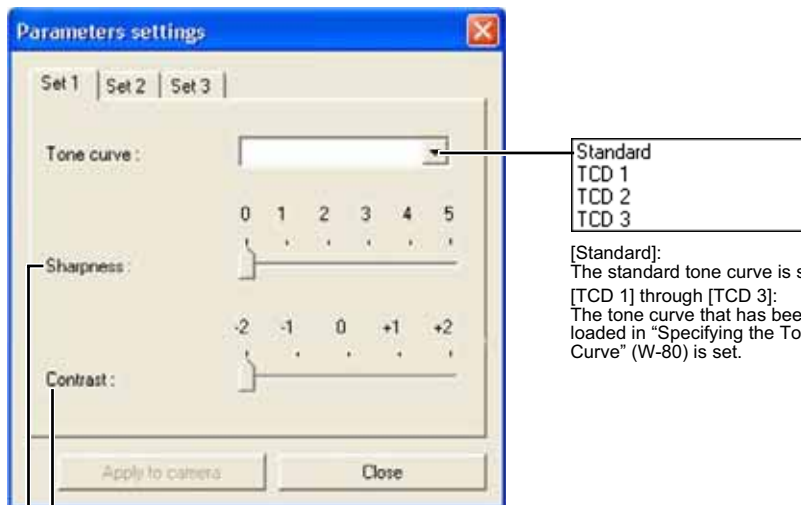 Parameters settings
Set 1 Set 2 Set 3
Tone curve :
0 1 2 3 4 5
Sharpness :
-2 -1 0 +1 +2
Contrast :
Apply to camera Close
Standard
TCD 1
TCD 2
TCD 3
[Standard]:
The standard tone curve is
[TCD 1] through [TCD 3]:
The tone curve that has
loaded in “Specifying the
Curve” (W-80) is set.